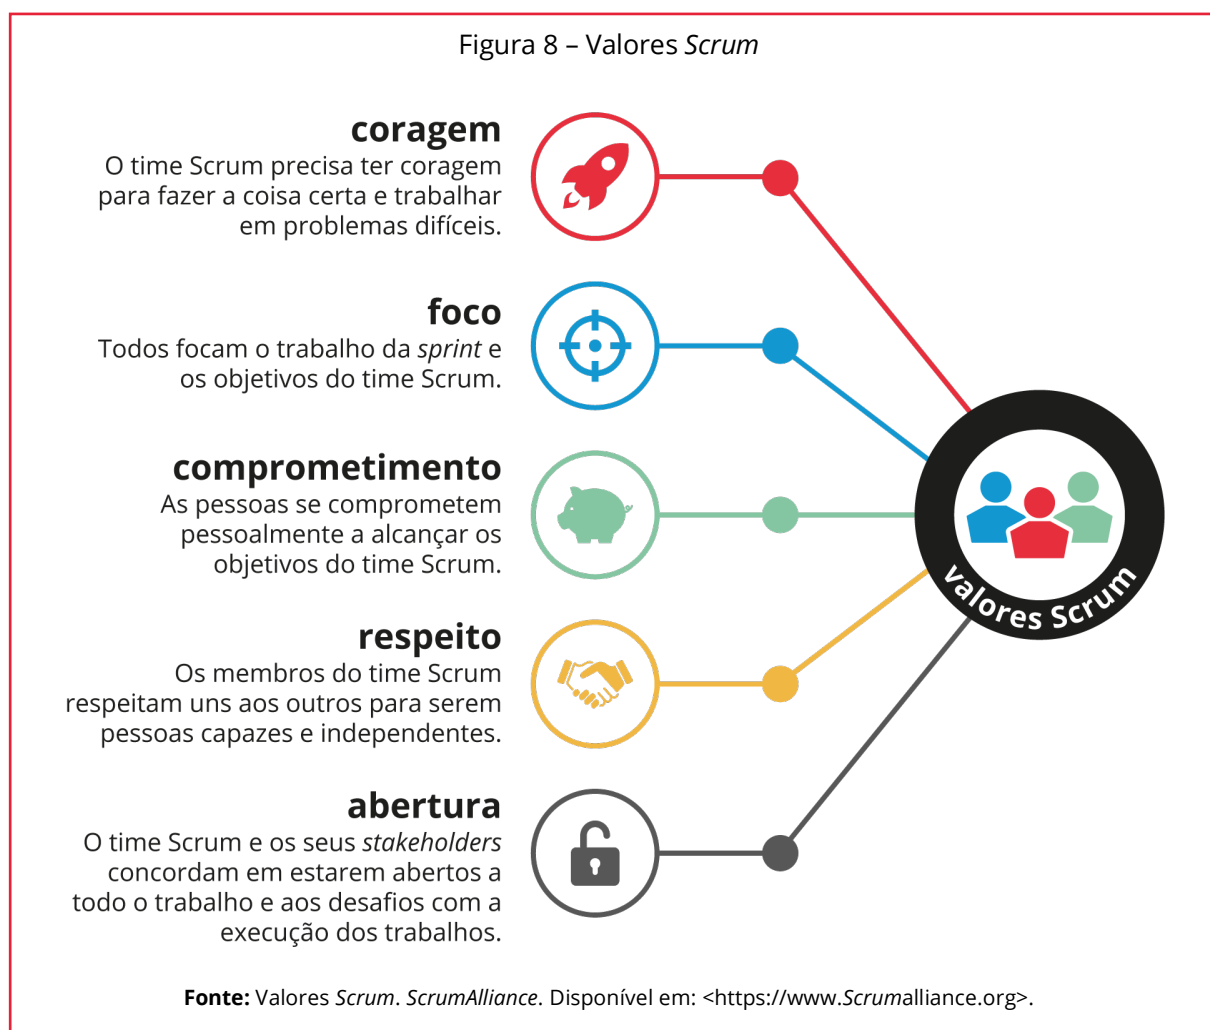 Figura 8 – Valores Scrum
coragem
O time Scrum precisa ter coragem
para fazer a coisa certa e trabalhar
em problemas difíceis.
foco
Todos focam o trabalho da sprint e
os objetivos do time Scrum.
comprometimento
As pessoas se comprometem
pessoalmente a alcançar os
objetivos do time Scrum.
respeito
Os membros do time Scrum
respeitam uns aos outros para serem
pessoas capazes e independentes.
abertura
O time Scrum e os seus stakeholders
concordam em estarem abertos a
todo o trabalho e aos desafios com a
execução dos trabalhos.
valores Scrum
Fonte: Valores Scrum. ScrumAlliance. Disponível em: <https://www.Scrumalliance.org>.